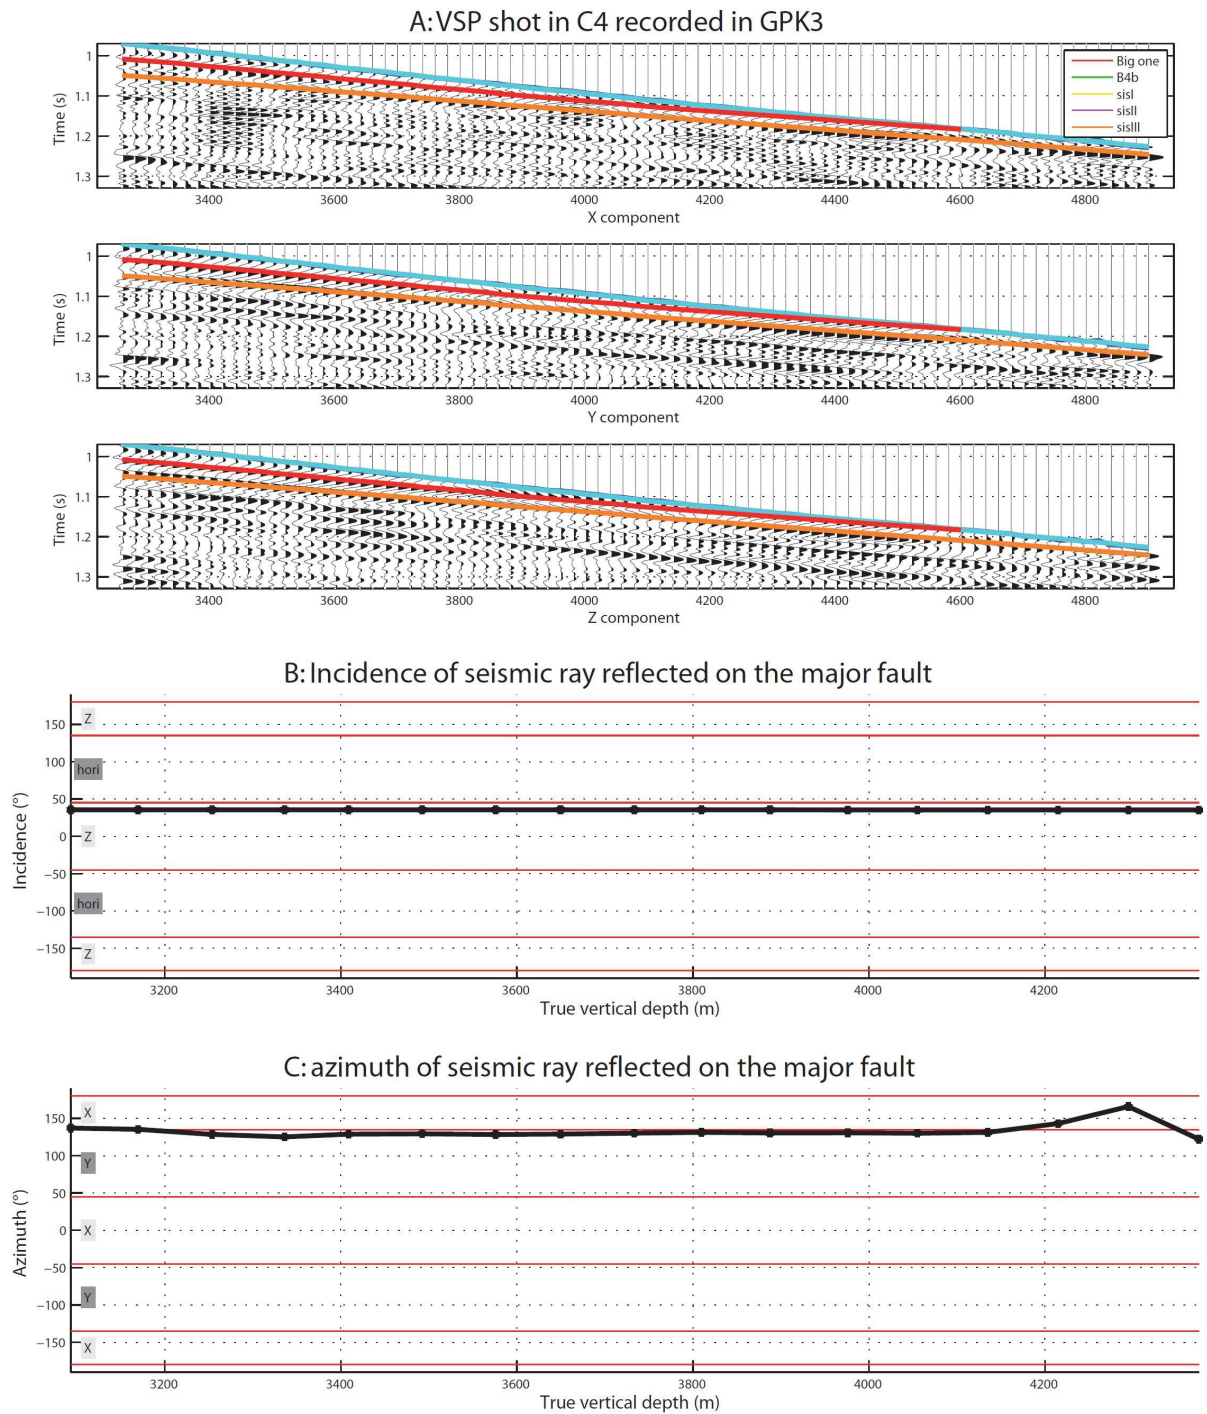 A: VSP shot in C4 recorded in GPK3
Time (s)
1
1.1
1.2
1.3
Big one
B4b
sisI
sisII
sisIII
3400 3600 3800 4000 4200 4400 4600 4800
X component
Time (s)
1
1.1
1.2
1.3
3400 3600 3800 4000 4200 4400 4600 4800
Y component
Time (s)
1
1.1
1.2
1.3
3400 3600 3800 4000 4200 4400 4600 4800
Z component
B: Incidence of seismic ray reflected on the major fault
Incidence (°)
150
100
50
0
−50
−100
−150
Z
hori
Z
hori
Z
3200 3400 3600 3800 4000 4200
True vertical depth (m)
C: azimuth of seismic ray reflected on the major fault
Azimuth (°)
150
100
50
0
−50
−100
−150
X
Y
X
Y
X
3200 3400 3600 3800 4000 4200
True vertical depth (m)